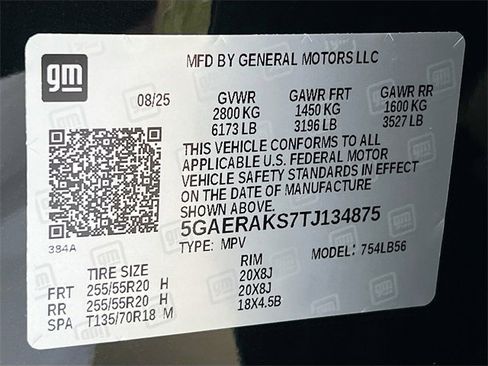 gm
MFD BY GENERAL MOTORS LLC
08/25 GVWR GAWR FRT GAWR RR
2800 KG 1450 KG 1600 KG
6173 LB 3196 LB 3527 LB
THIS VEHICLE CONFORMS TO ALL
APPLICABLE U.S. FEDERAL MOTOR
VEHICLE SAFETY STANDARDS IN EFFECT
ON THE DATE OF MANUFACTURE
SHOWN ABOVE.
5GAERAKS7TJ134875
384A TYPE: MPV MODEL: 754LB56
TIRE SIZE RIM
FRT 255/55R20 H 20X8J
RR 255/55R20 H 20X8J
SPA T135/70R18 M 18X4.5B